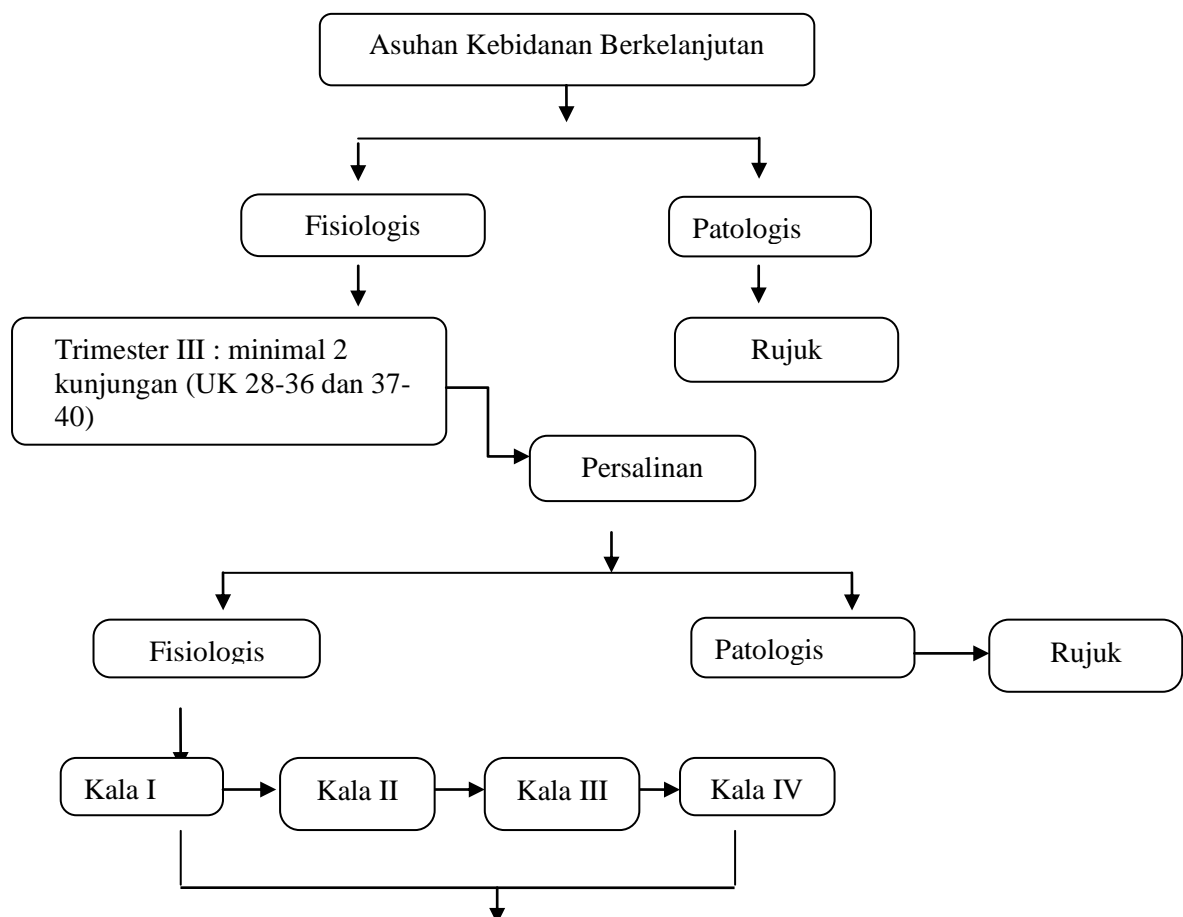 Asuhan Kebidanan Berkelanjutan
Fisiologis
Patologis
Trimester III : minimal 2
kunjungan (UK 28-36 dan 37-
40)
Rujuk
Persalinan
Fisiologis
Patologis
Rujuk
Kala I
Kala II
Kala III
Kala IV